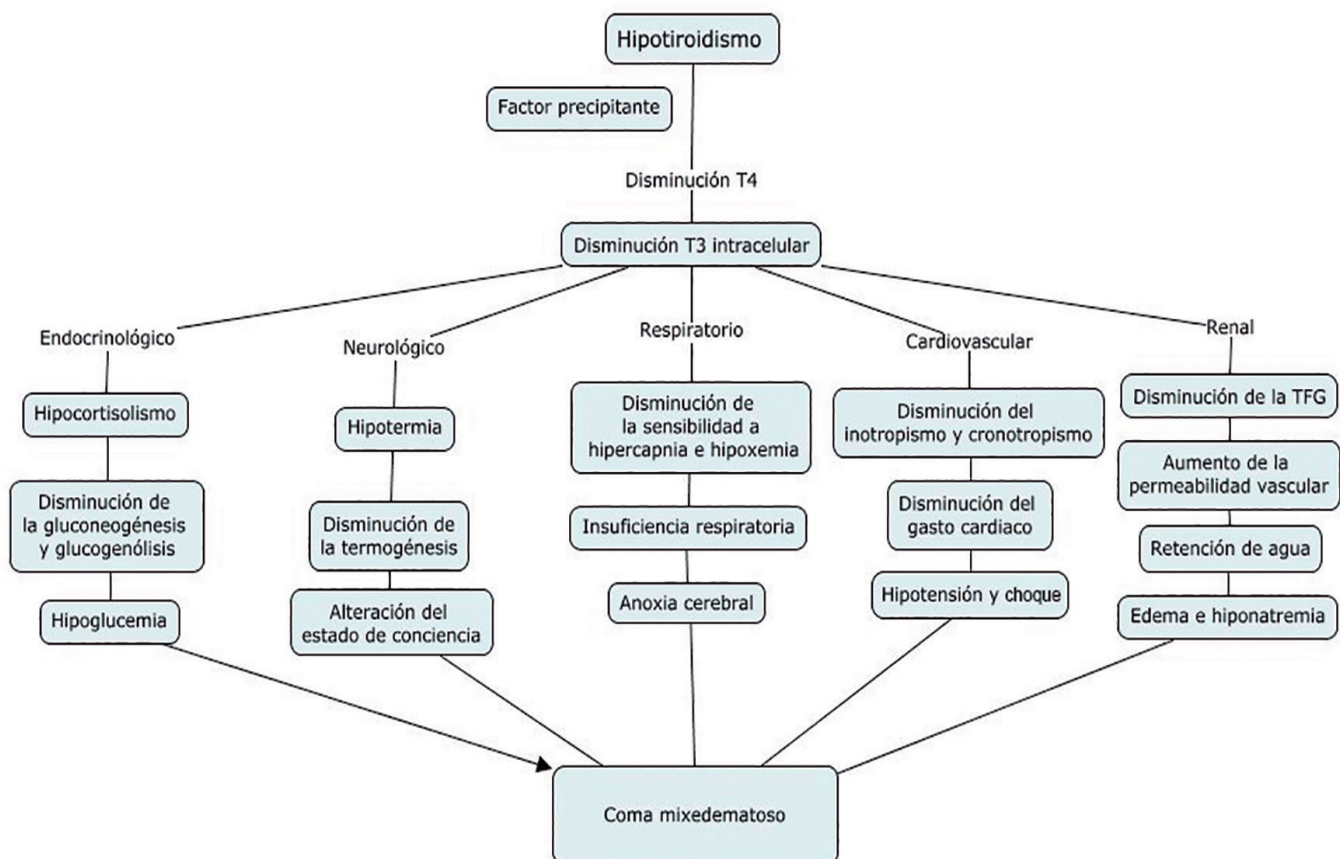 Hipotiroidismo
Factor precipitante
Disminución T4
Disminución T3 intracelular
Endocrinológico
Hipocortisolismo
Disminución de
la gluconeogénesis
y glucogenólisis
Hipoglucemia
Neurológico
Hipotermia
Disminución de
la termogénesis
Alteración del
estado de conciencia
Respiratorio
Disminución de
la sensibilidad a
hipercapnia e hipoxemia
Insuficiencia respiratoria
Anoxia cerebral
Cardiovascular
Disminución del
inotropismo y cronotropismo
Disminución del
gasto cardiaco
Hipotensión y choque
Renal
Disminución de la TFG
Aumento de la
permeabilidad vascular
Retención de agua
Edema e hiponatremia
Coma mixedematoso